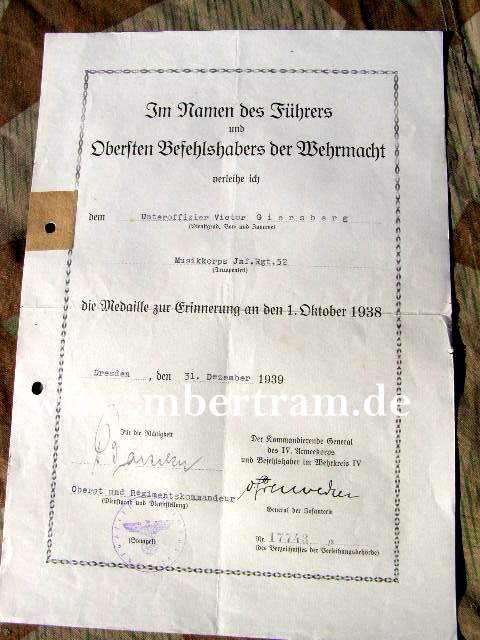 Im Namen des Führers
und
Obersten Befehlshabers der Wehrmacht
verleihe ich
dem Unteroffizier Victor Giersberg
(Dienstgrad, Vor- und Zuname)
Musikkorps Inf.Rgt.52
(Truppenteil)
die Medaille zur Erinnerung an den 1. Oktober 1938
Dresden , den 31. Dezember 1939
mbertram.de
Für die Richtigkeit
Oberst und Regimentskommandeur
(Dienstgrad und Dienststellung)
(Stempel)
Der Kommandierende General
des IV. Armeekorps
und Befehlshaber im Wehrkreis IV
General der Infanterie
Nr. 17743
(des Verzeichnisses der Verleihungsbehörde)